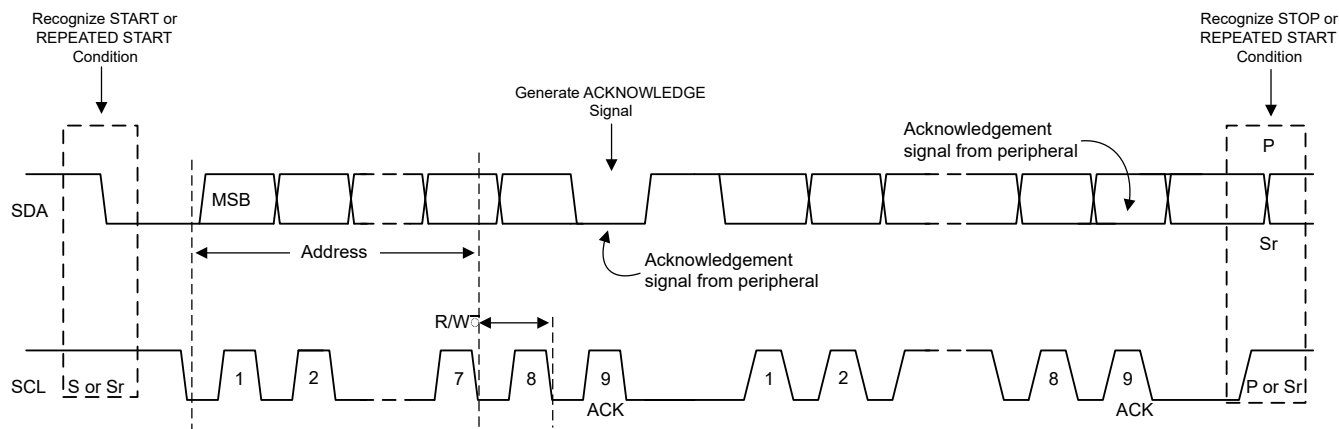 Recognize START or
REPEATED START
Condition
Recognize STOP or
REPEATED START
Condition
Generate ACKNOWLEDGE
Signal
Acknowledgement
signal from peripheral
P
SDA
MSB
Address
Acknowledgement
signal from peripheral
Sr
R/W̅
SCL
S or Sr
1
2
7
8
9
ACK
1
2
8
9
ACK
P or Sr